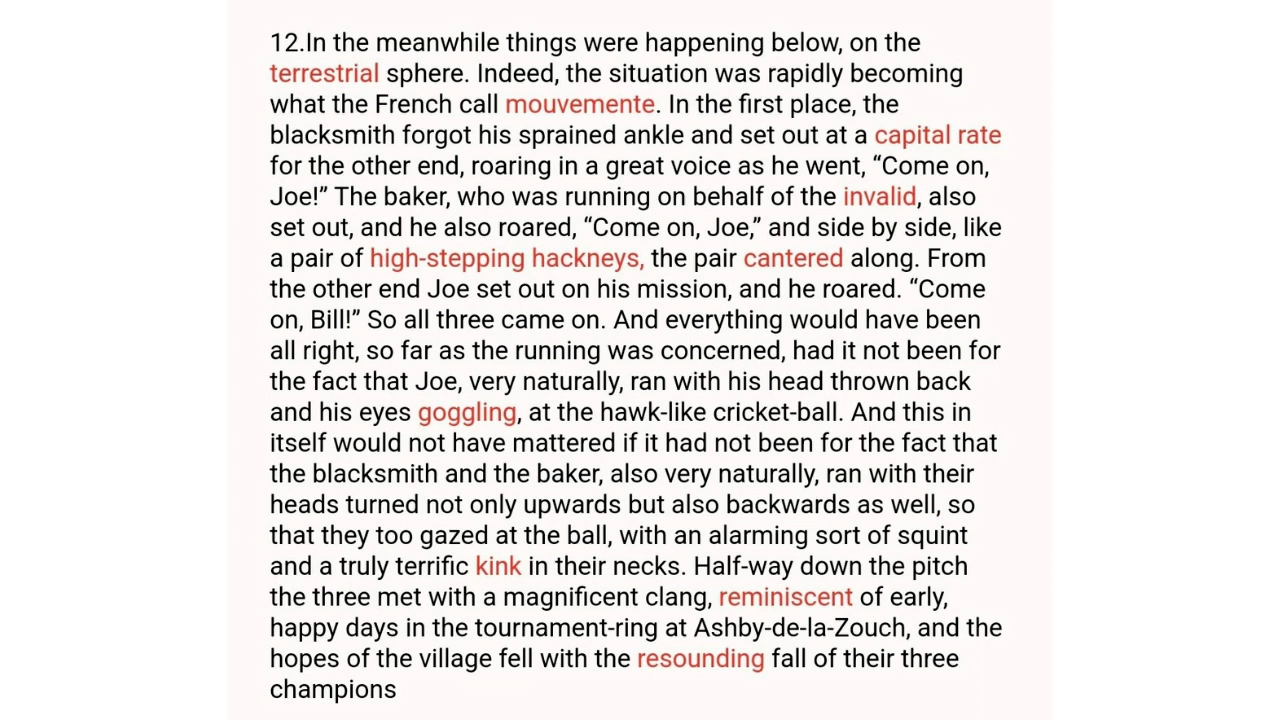 12.In the meanwhile things were happening below, on the
terrestrial sphere. Indeed, the situation was rapidly becoming
what the French call mouvemente. In the first place, the
blacksmith forgot his sprained ankle and set out at a capital rate
for the other end, roaring in a great voice as he went, “Come on,
Joe!” The baker, who was running on behalf of the invalid, also
set out, and he also roared, “Come on, Joe,” and side by side, like
a pair of high-stepping hackneys, the pair cantered along. From
the other end Joe set out on his mission, and he roared. “Come
on, Bill!” So all three came on. And everything would have been
all right, so far as the running was concerned, had it not been for
the fact that Joe, very naturally, ran with his head thrown back
and his eyes goggling, at the hawk-like cricket-ball. And this in
itself would not have mattered if it had not been for the fact that
the blacksmith and the baker, also very naturally, ran with their
heads turned not only upwards but also backwards as well, so
that they too gazed at the ball, with an alarming sort of squint
and a truly terrific kink in their necks. Half-way down the pitch
the three met with a magnificent clang, reminiscent of early,
happy days in the tournament-ring at Ashby-de-la-Zouch, and the
hopes of the village fell with the resounding fall of their three
champions